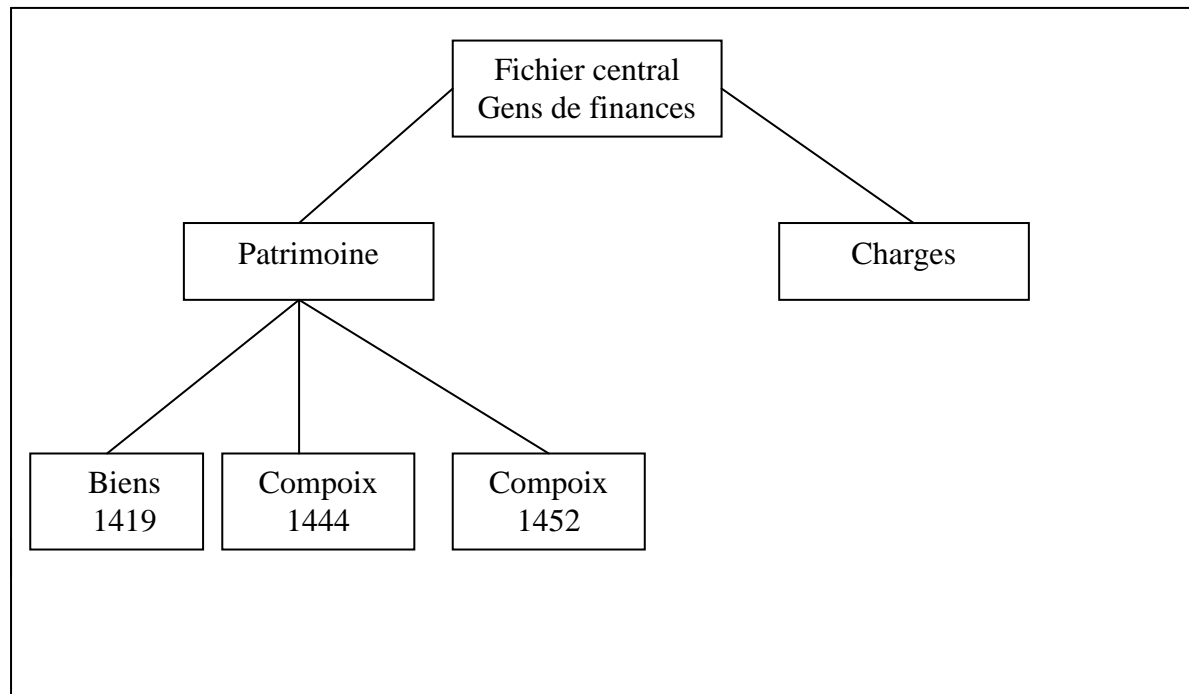 Fichier central
Gens de finances
Patrimoine
Charges
Biens
1419
Compoix
1444
Compoix
1452